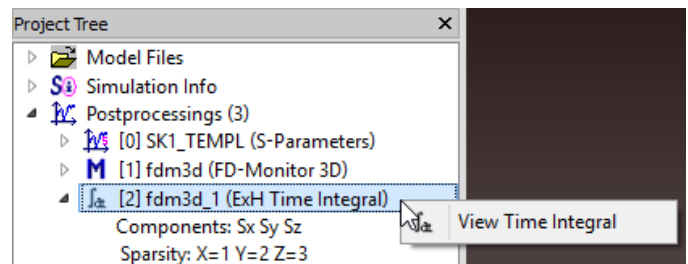 Project Tree
Model Files
Simulation Info
Postprocessings (3)
[0] SK1_TEMPL (S-Parameters)
[1] fdm3d (FD-Monitor 3D)
[2] fdm3d_1 (ExH Time Integral)
View Time Integral
Components: Sx Sy Sz
Sparsity: X=1 Y=2 Z=3